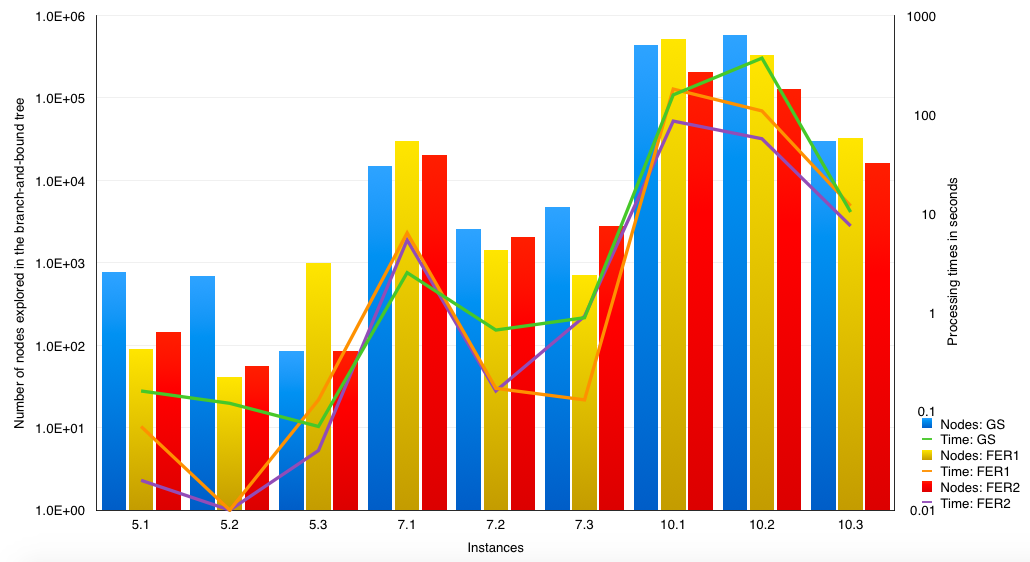 1.0E+06
1.0E+05
1.0E+04
1.0E+03
1.0E+02
1.0E+01
1.0E+00
Number of nodes explored in the branch-and-bound tree
5.1 5.2 5.3 7.1 7.2 7.3 10.1 10.2 10.3
Instances
1000
100
10
1
0.1
0.01
Processing times in seconds
Nodes: GS
Time: GS
Nodes: FER1
Time: FER1
Nodes: FER2
Time: FER2